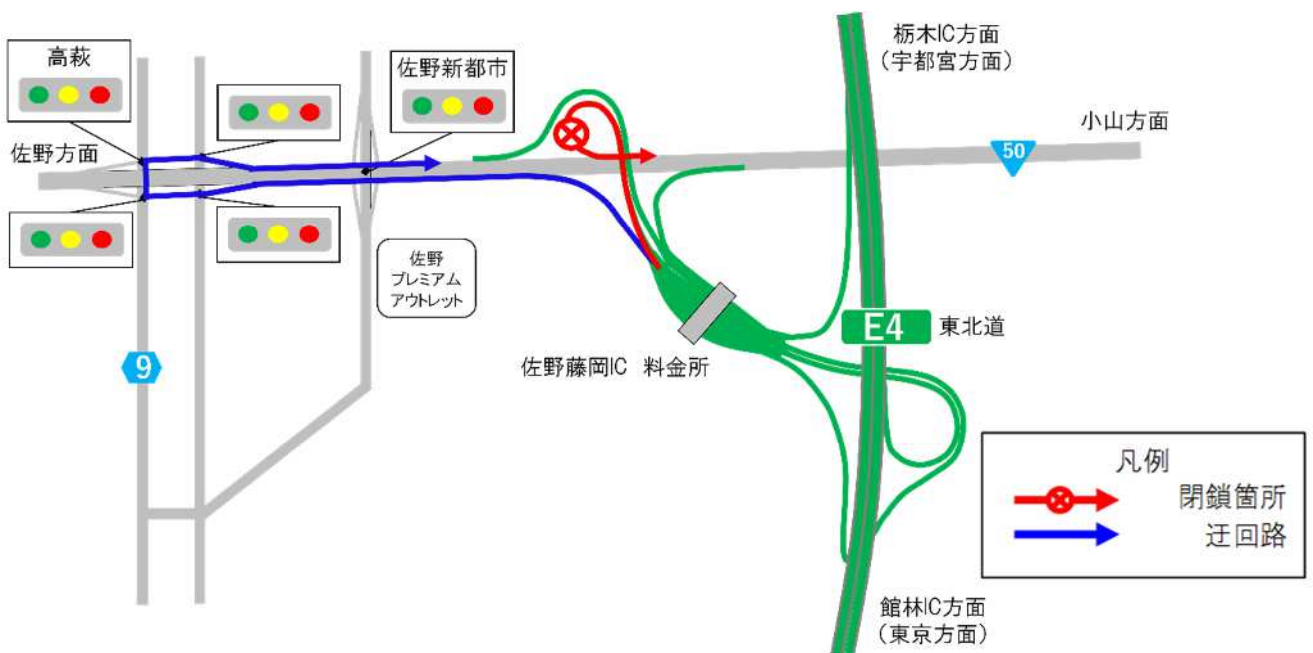 高萩
佐野新都市
栃木IC方面
（宇都宮方面）
佐野方面
小山方面
50
佐野
プレミアム
アウトレット
E4
東北道
9
佐野藤岡IC 料金所
凡例
閉鎖箇所
迂回路
館林IC方面
（東京方面）